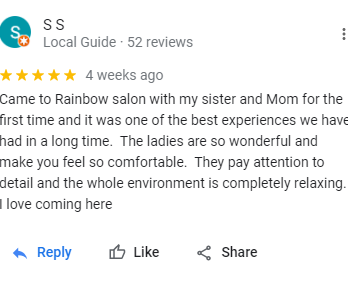 S
S S
Local Guide · 52 reviews
★★★★★ 4 weeks ago
Came to Rainbow salon with my sister and Mom for the
first time and it was one of the best experiences we have
had in a long time.  The ladies are so wonderful and
make you feel so comfortable.  They pay attention to
detail and the whole environment is completely relaxing.
I love coming here
Reply Like Share